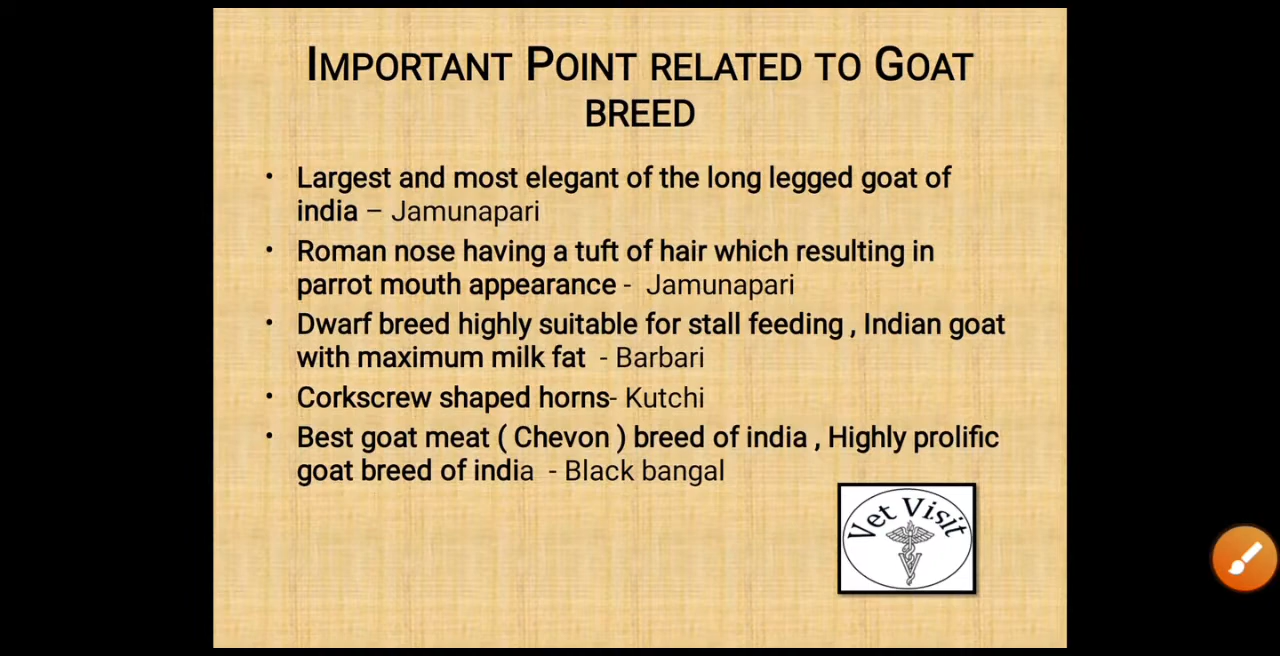 IMPORTANT POINT RELATED TO GOAT
BREED
• Largest and most elegant of the long legged goat of
india – Jamunapari
• Roman nose having a tuft of hair which resulting in
parrot mouth appearance - Jamunapari
• Dwarf breed highly suitable for stall feeding , Indian goat
with maximum milk fat - Barbari
• Corkscrew shaped horns- Kutchi
• Best goat meat ( Chevon ) breed of india , Highly prolific
goat breed of india - Black bangal
Vet Visit
V